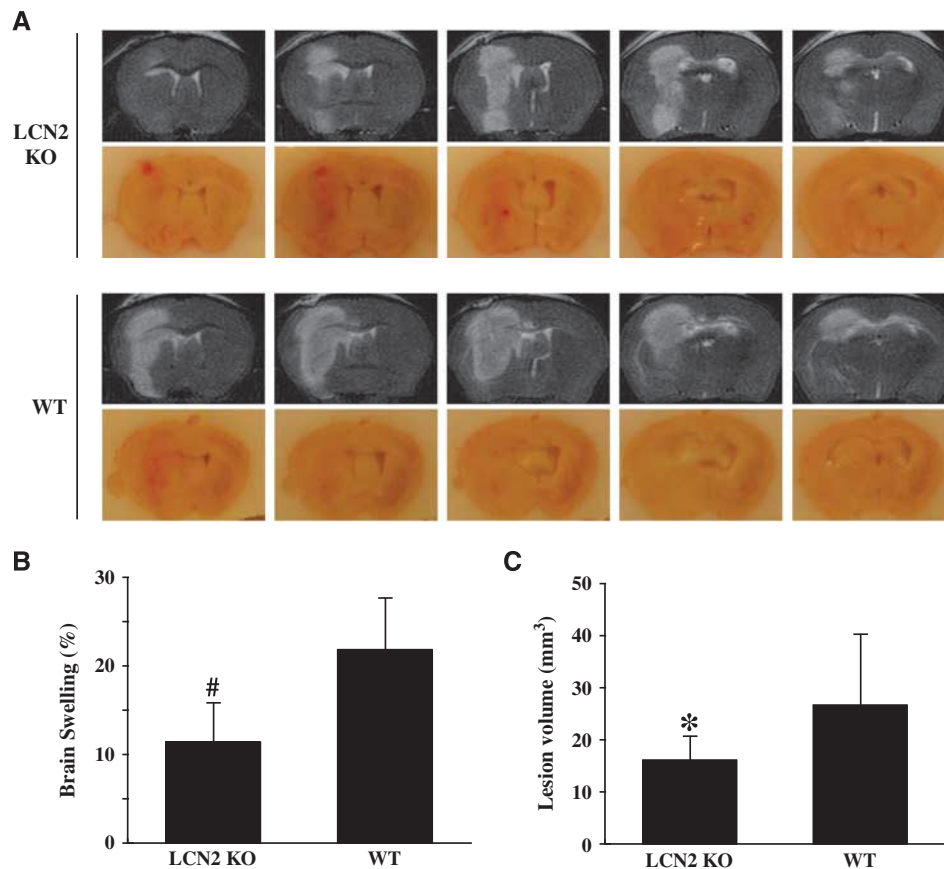 A
LCN2
KO
WT
B
Brain Swelling (%)
30
20
10
0
#
LCN2 KO
WT
C
Lesion volume (mm³)
50
40
30
20
10
0
*
LCN2 KO
WT